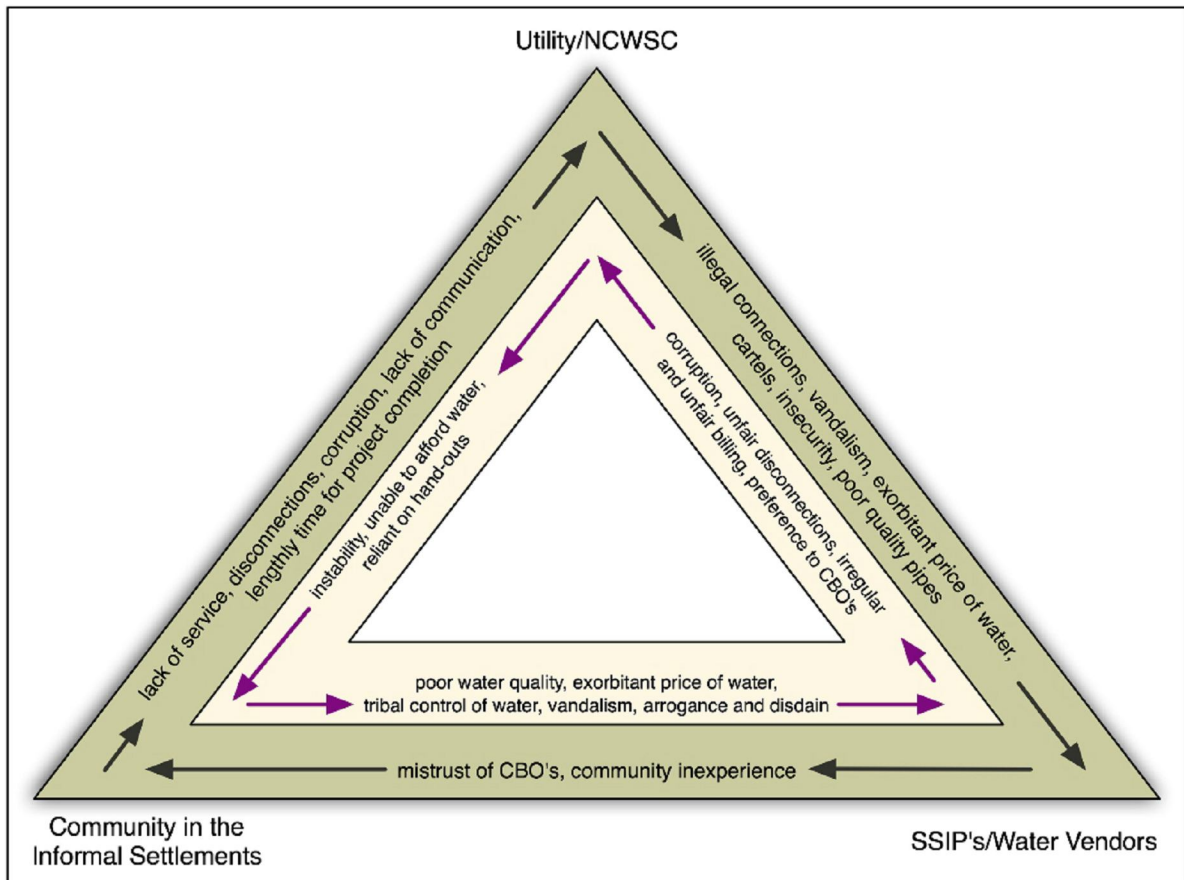 Utility/NCWSC
lack of service, disconnections, corruption, lack of communication,
lengthly time for project completion
illegal connections, vandalism, exorbitant price of water,
cartels, insecurity, poor quality pipes
instability, unable to afford water,
reliant on hand-outs
corruption, unfair disconnections, irregular
and unfair billing, preference to CBO's
poor water quality, exorbitant price of water,
tribal control of water, vandalism, arrogance and disdain
mistrust of CBO's, community inexperience
Community in the
Informal Settlements
SSIP's/Water Vendors